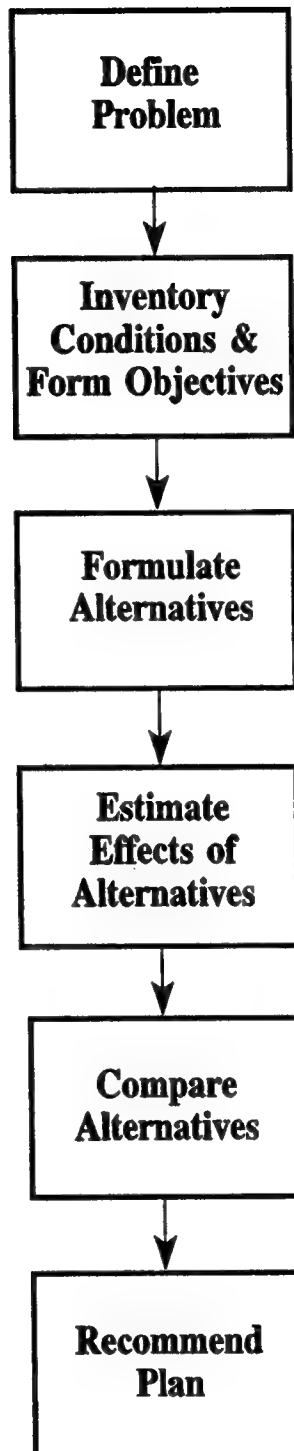 Define
Problem
Inventory
Conditions &
Form Objectives
Formulate
Alternatives
Estimate
Effects of
Alternatives
Compare
Alternatives
Recommend
Plan